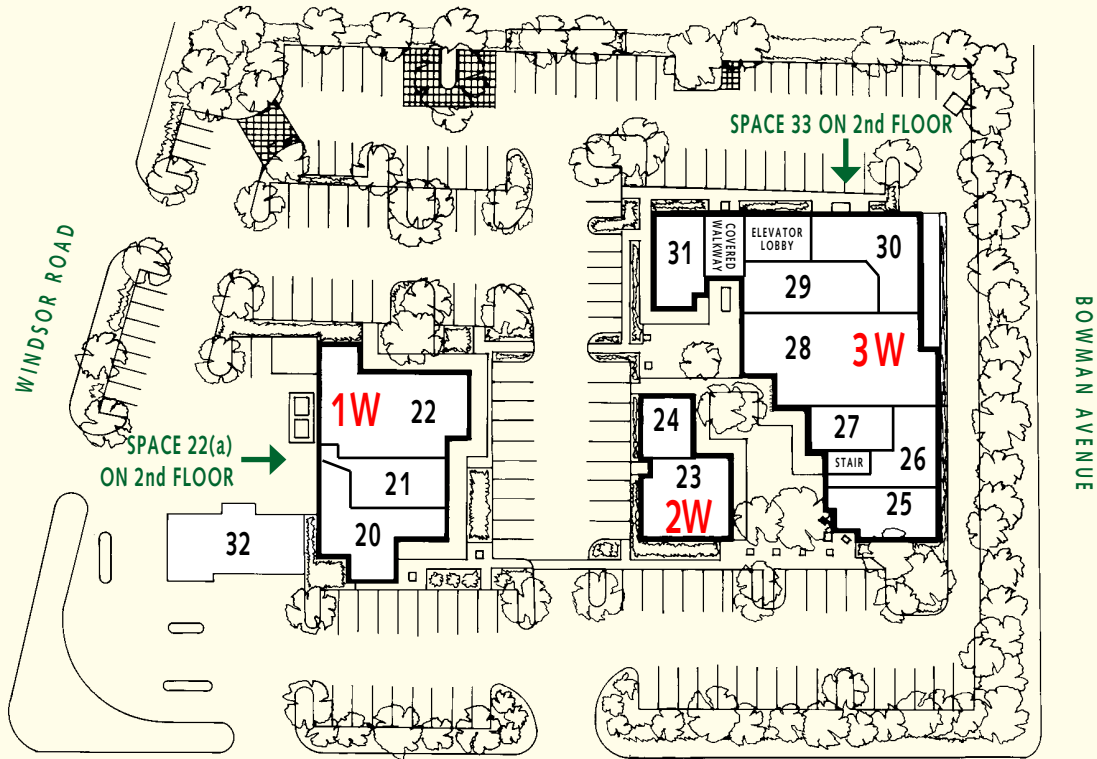 SPACE 33 ON 2nd FLOOR
WINDSOR ROAD
31
COVERED
WALKWAY
ELEVATOR
LOBBY
30
29
28
3W
BOWMAN AVENUE
1W
22
24
27
SPACE 22(a)
ON 2nd FLOOR
STAIR
26
21
23
2W
25
20
32